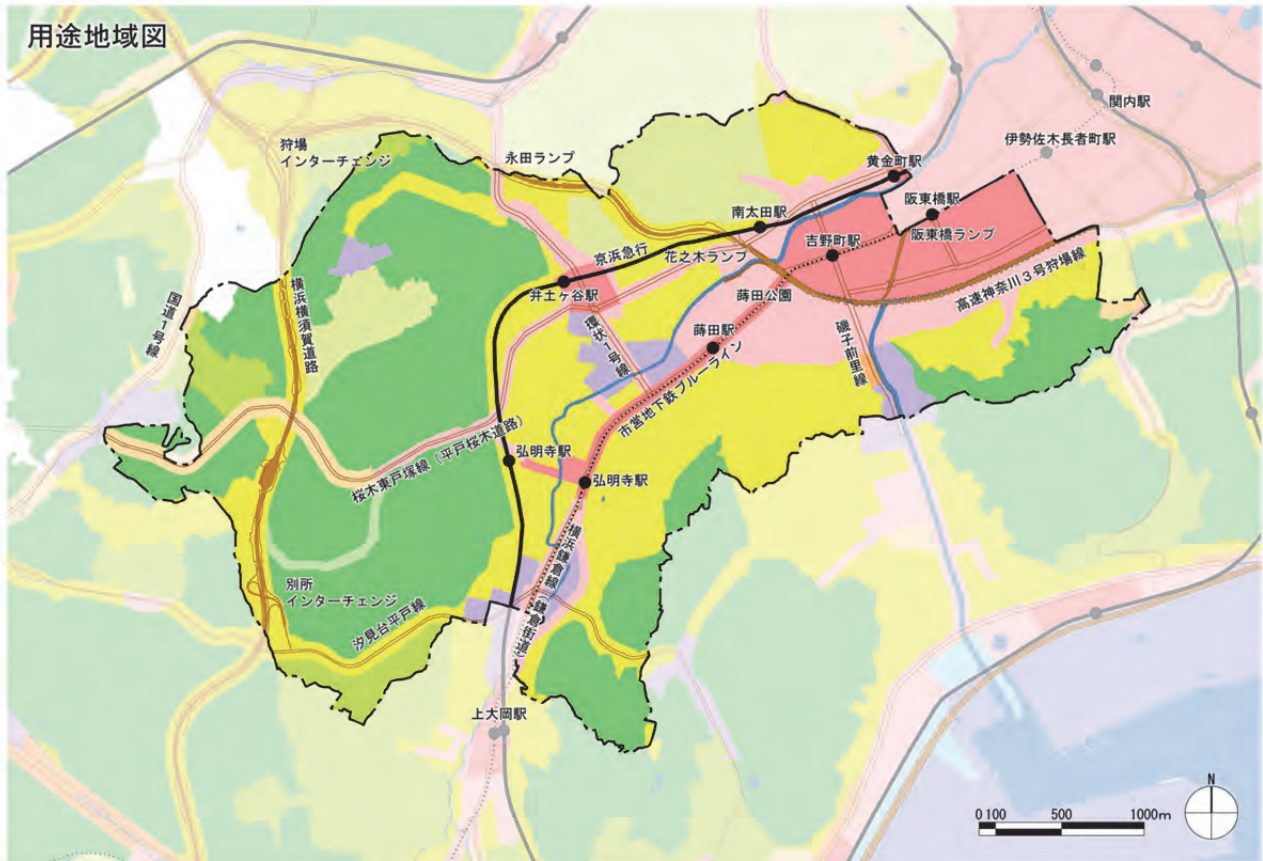 用途地域図
関内駅
伊勢佐木長者町駅
狩場
インターチェンジ
永田ランプ
黄金町駅
阪東橋駅
南太田駅
吉野町駅
阪東橋ランプ
京浜急行
花之木ランプ
井土ヶ谷駅
蒔田公園
高速神奈川3号狩場線
国道1号線
横浜横須賀道路
環状1号線
蒔田駅
磯子前里線
市営地下鉄ブルーライン
桜木東戸塚線（平戸桜木道路）
弘明寺駅
弘明寺駅
横浜鎌倉線（鎌倉街道）
別所
インターチェンジ
汐見台平戸線
上大岡駅
N
0 100 500 1000m